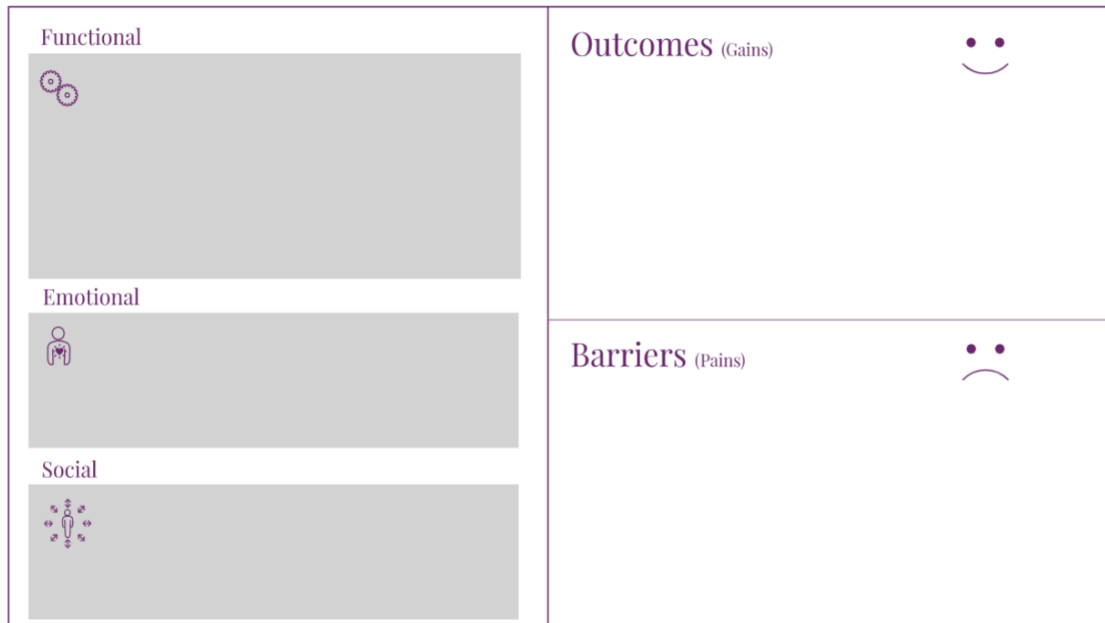 Functional
Emotional
Social
Outcomes (Gains)
Barriers (Pains)